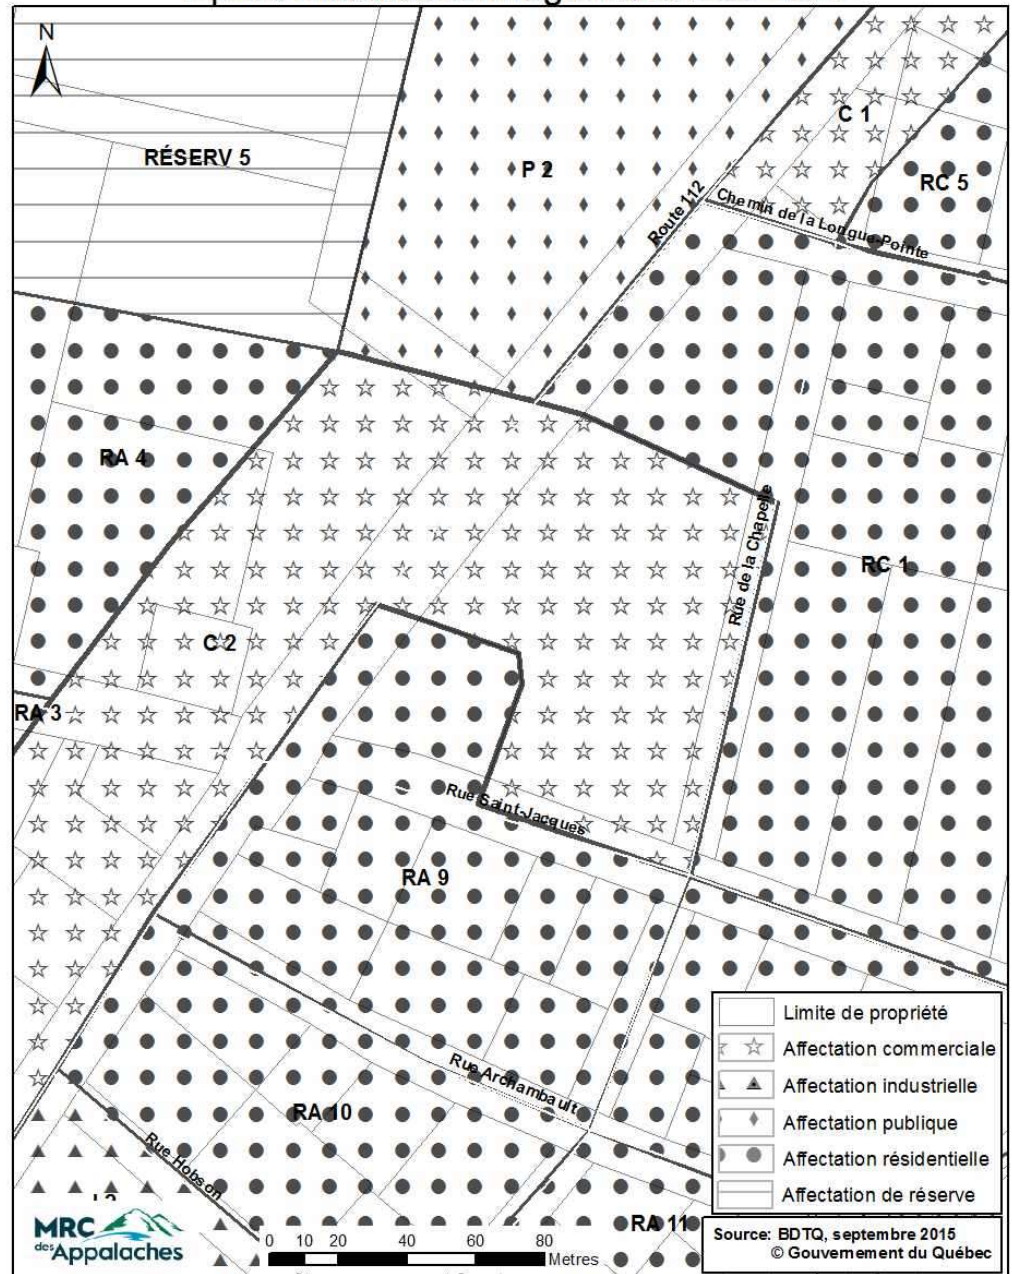 N
C 1
RÉSERV 5
P 2
RC 5
Route 112
Chemin de la Longue-Pointe
RA 4
Rue de la Chapelle
RC 1
C 2
RA 3
Rue Saint-Jacques
RA 9
Rue Archambault
RA 10
Rue Hobson
RA 11
Limite de propriété
Affectation commerciale
Affectation industrielle
Affectation publique
Affectation résidentielle
Affectation de réserve
MRC
des Appalaches
0 10 20 40 60 80
Metres
Source: BDTQ, septembre 2015
© Gouvernement du Québec